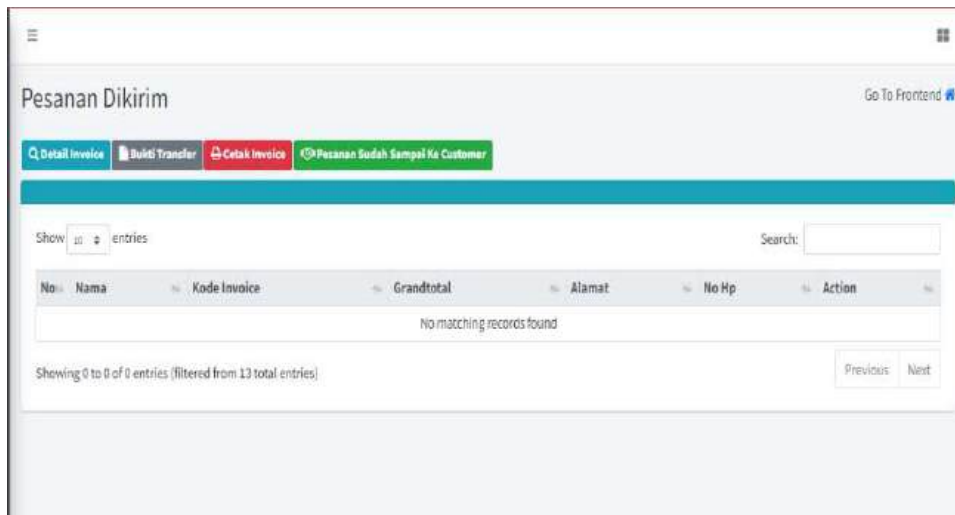 Pesanan Dikirim
Go To Frontend
Detail Invoice Bukti Transfer Cetak Invoice Pesanan Sudah Sampai Ke Customer
Show 10 entries Search:
No Nama Kode Invoice Grandtotal Alamat No Hp Action
No matching records found
Showing 0 to 0 of 0 entries (filtered from 13 total entries)
Previous Next